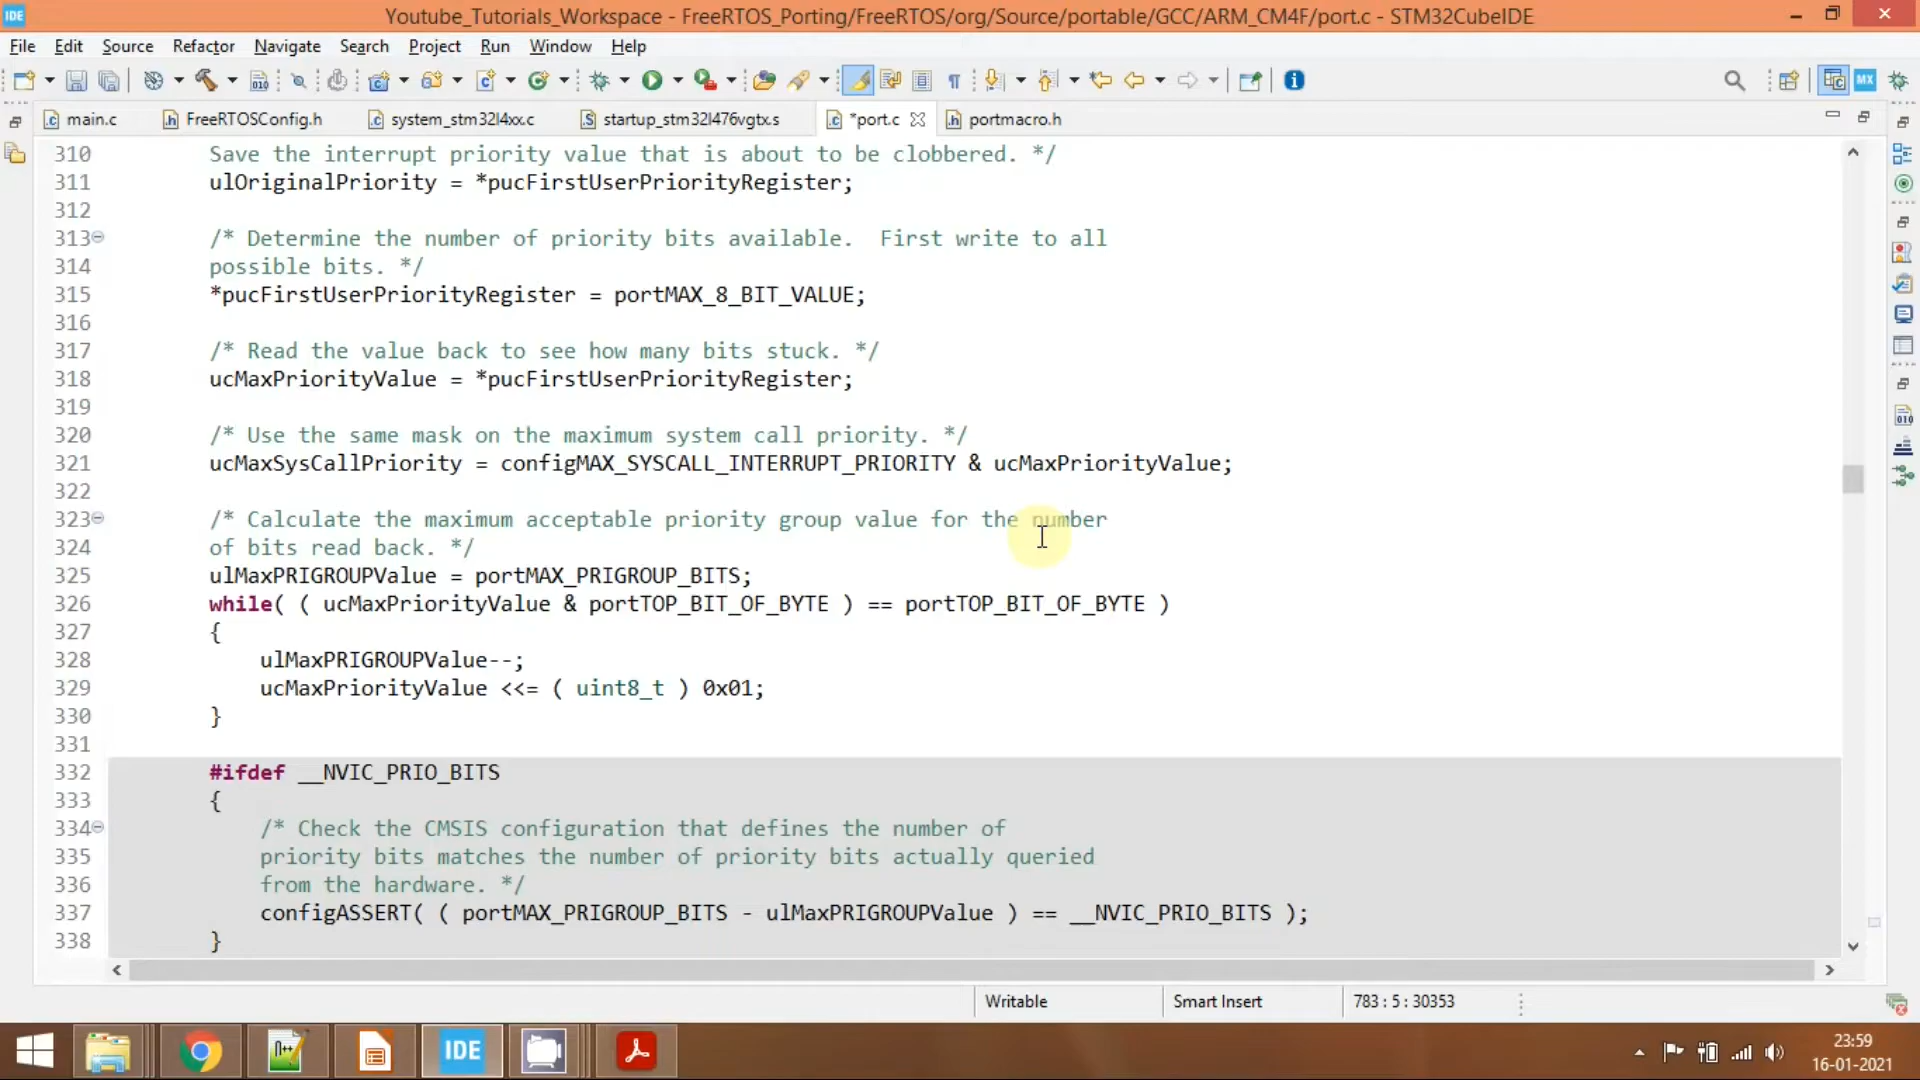 IDE
Youtube_Tutorials_Workspace - FreeRTOS_Porting/FreeRTOS/org/Source/portable/GCC/ARM_CM4F/port.c - STM32CubeIDE
File Edit Source Refactor Navigate Search Project Run Window Help
MX
main.c FreeRTOSConfig.h system_stm32l4xx.c startup_stm32l476vgtx.s *port.c portmacro.h
310 Save the interrupt priority value that is about to be clobbered. */
311 ulOriginalPriority = *pucFirstUserPriorityRegister;
312
313 /* Determine the number of priority bits available.  First write to all
314 possible bits. */
315 *pucFirstUserPriorityRegister = portMAX_8_BIT_VALUE;
316
317 /* Read the value back to see how many bits stuck. */
318 ucMaxPriorityValue = *pucFirstUserPriorityRegister;
319
320 /* Use the same mask on the maximum system call priority. */
321 ucMaxSysCallPriority = configMAX_SYSCALL_INTERRUPT_PRIORITY & ucMaxPriorityValue;
322
323 /* Calculate the maximum acceptable priority group value for the number
324 of bits read back. */
325 ulMaxPRIGROUPValue = portMAX_PRIGROUP_BITS;
326 while( ( ucMaxPriorityValue & portTOP_BIT_OF_BYTE ) == portTOP_BIT_OF_BYTE )
327 {
328 ulMaxPRIGROUPValue--;
329 ucMaxPriorityValue <<= ( uint8_t ) 0x01;
330 }
331
332 #ifdef __NVIC_PRIO_BITS
333 {
334 /* Check the CMSIS configuration that defines the number of
335 priority bits matches the number of priority bits actually queried
336 from the hardware. */
337 configASSERT( ( portMAX_PRIGROUP_BITS - ulMaxPRIGROUPValue ) == __NVIC_PRIO_BITS );
338 }
Writable Smart Insert 783 : 5 : 30353
IDE
23:59
16-01-2021